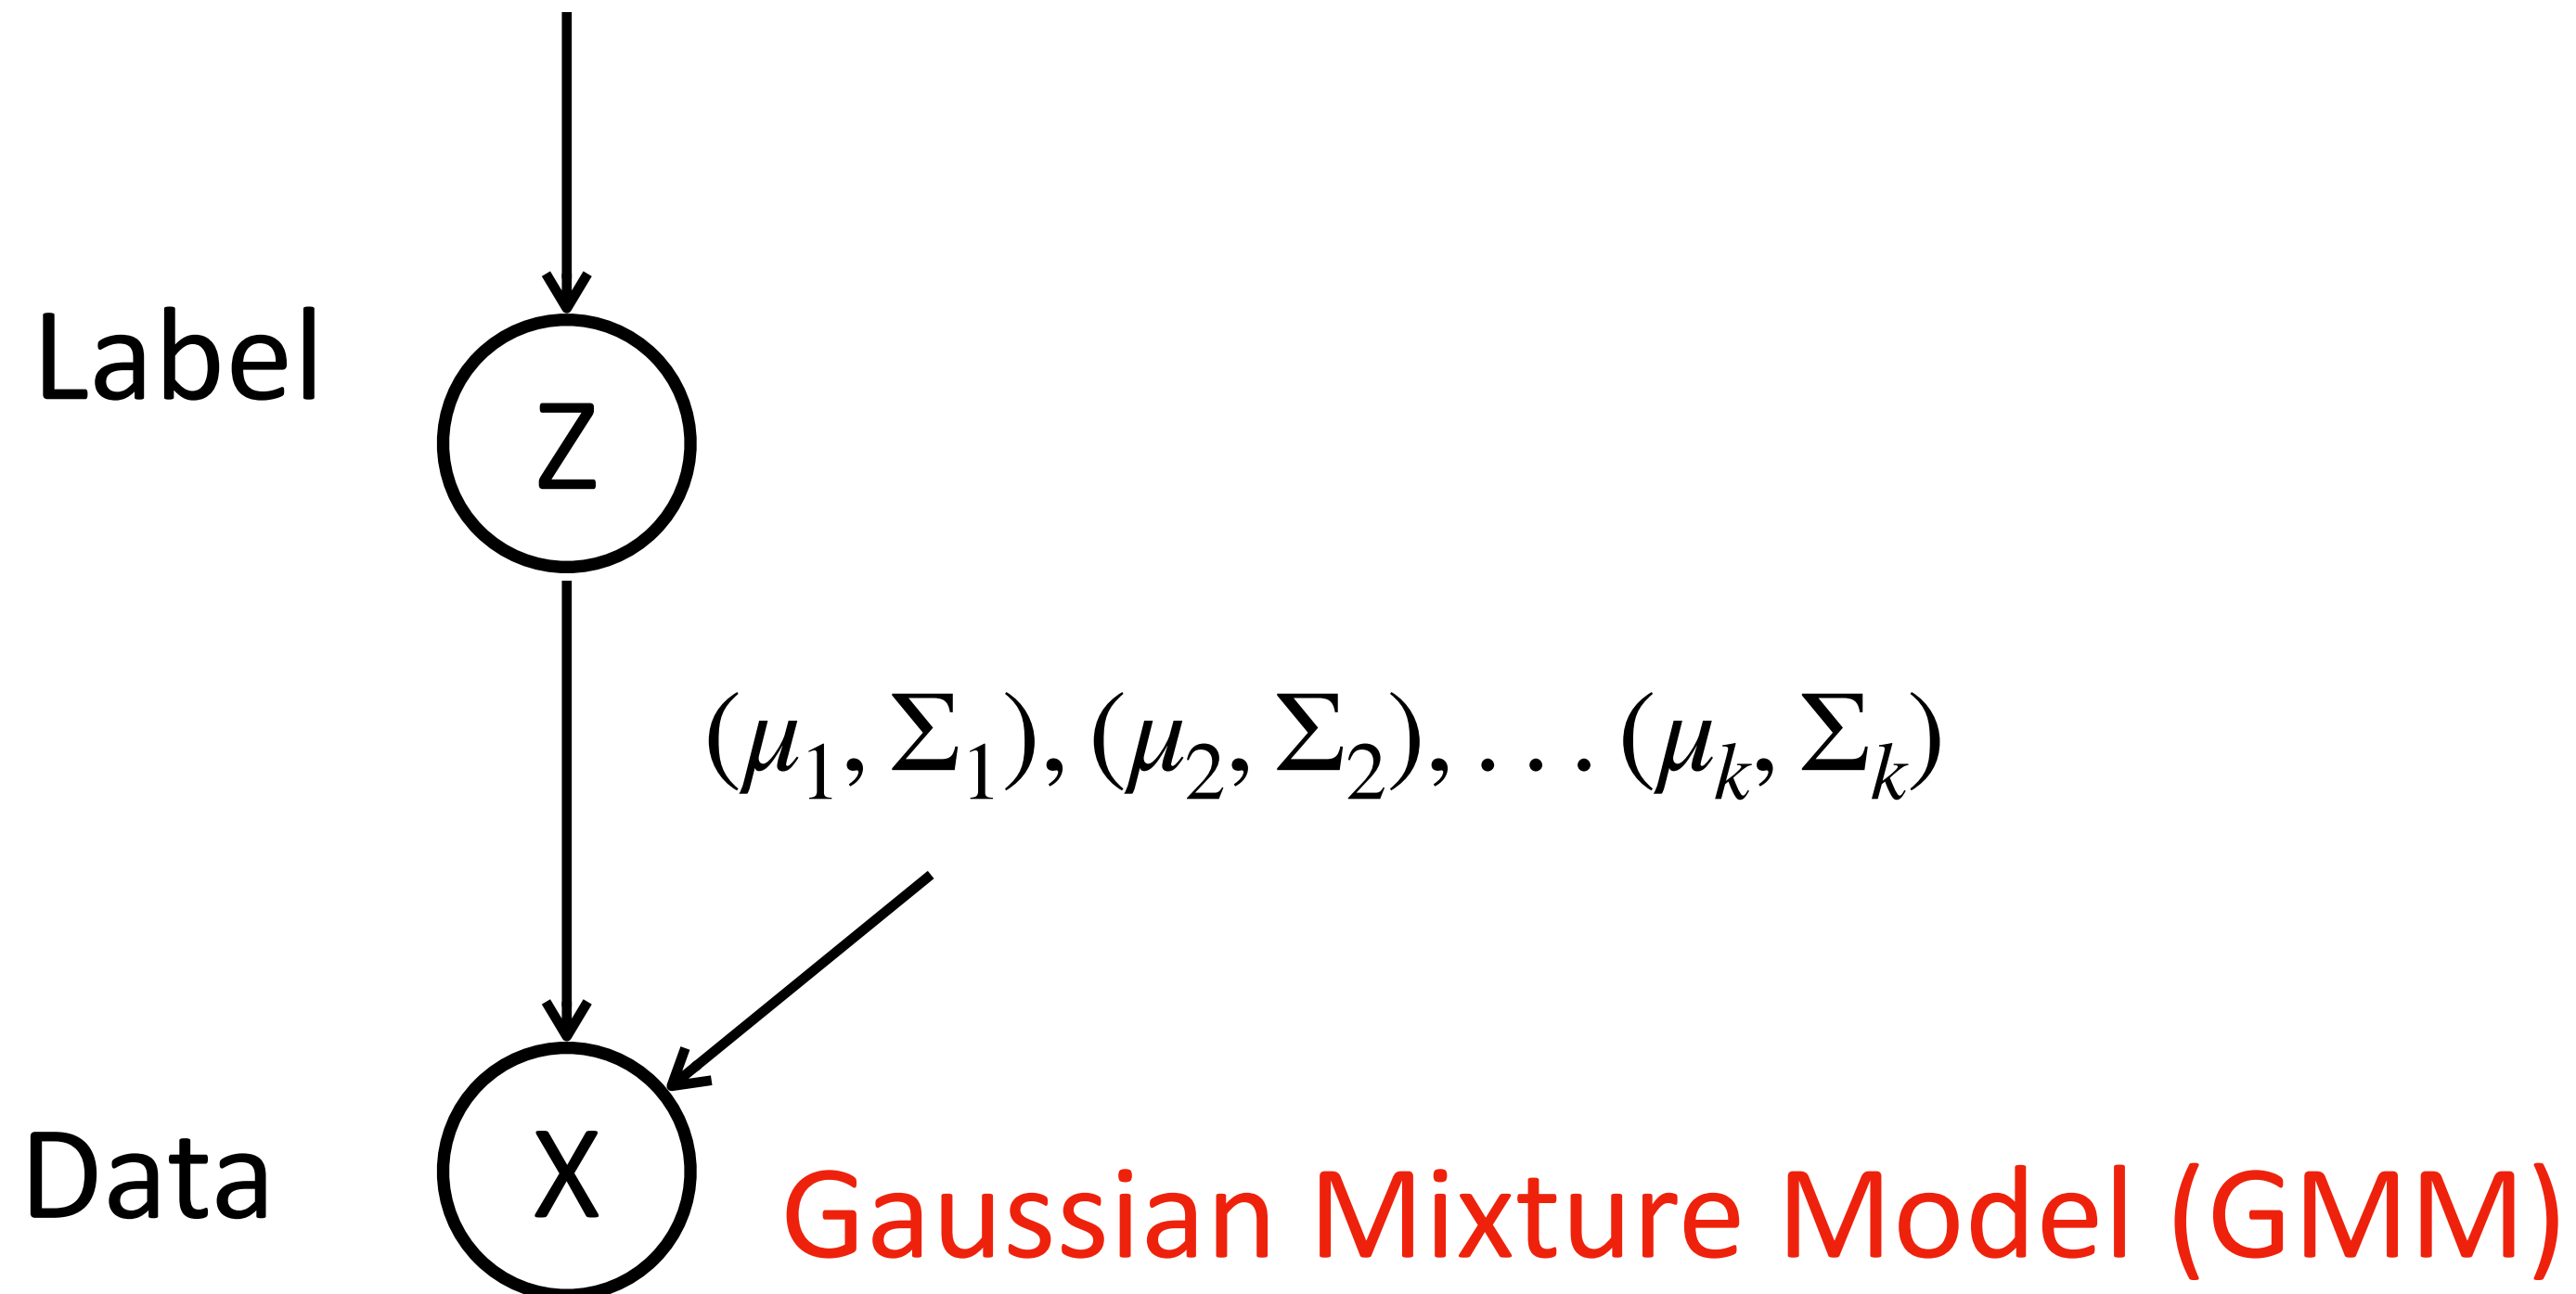 Label
Z
(μ₁, Σ₁), (μ₂, Σ₂), . . . (μₖ, Σₖ)
Data
X
Gaussian Mixture Model (GMM)